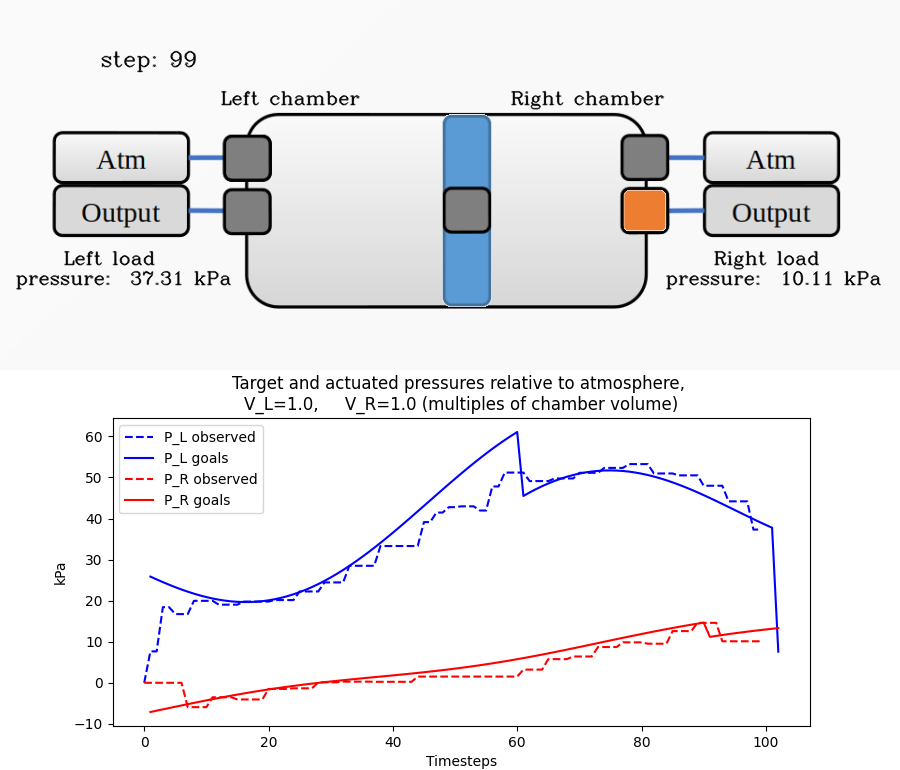 step: 99
Left chamber
Right chamber
Atm
Atm
Output
Output
Left load
pressure: 37.31 kPa
Right load
pressure: 10.11 kPa
Target and actuated pressures relative to atmosphere,
V_L=1.0, V_R=1.0 (multiples of chamber volume)
P_L observed
P_L goals
P_R observed
P_R goals
60
50
40
30
20
10
0
−10
kPa
0 20 40 60 80 100
Timesteps